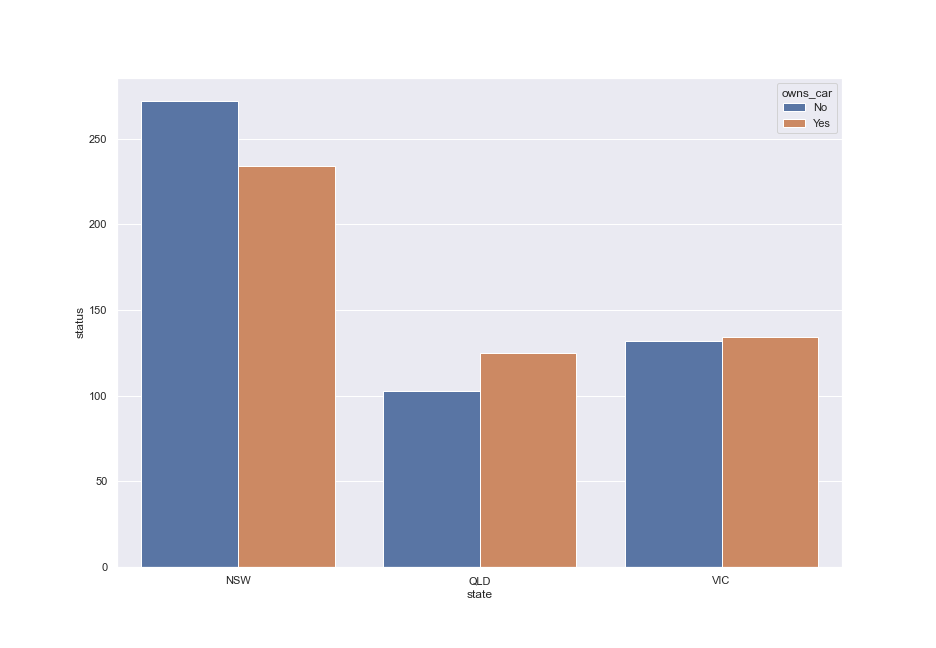 owns_car
No
Yes
250
200
150
100
50
0
status
NSW
QLD
VIC
state